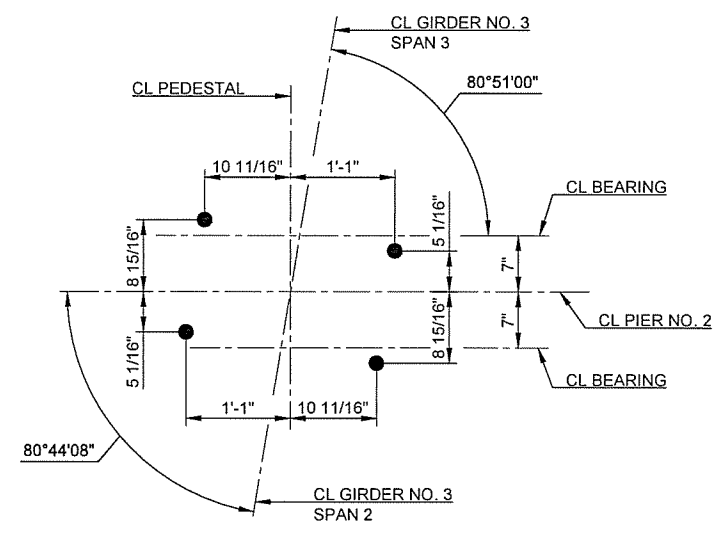 CL GIRDER NO. 3
SPAN 3
80°51'00"
CL PEDESTAL
10 11/16"
1'-1"
CL BEARING
5 1/16"
8 15/16"
7"
CL PIER NO. 2
7"
8 15/16"
5 1/16"
CL BEARING
1'-1"
10 11/16"
80°44'08"
CL GIRDER NO. 3
SPAN 2